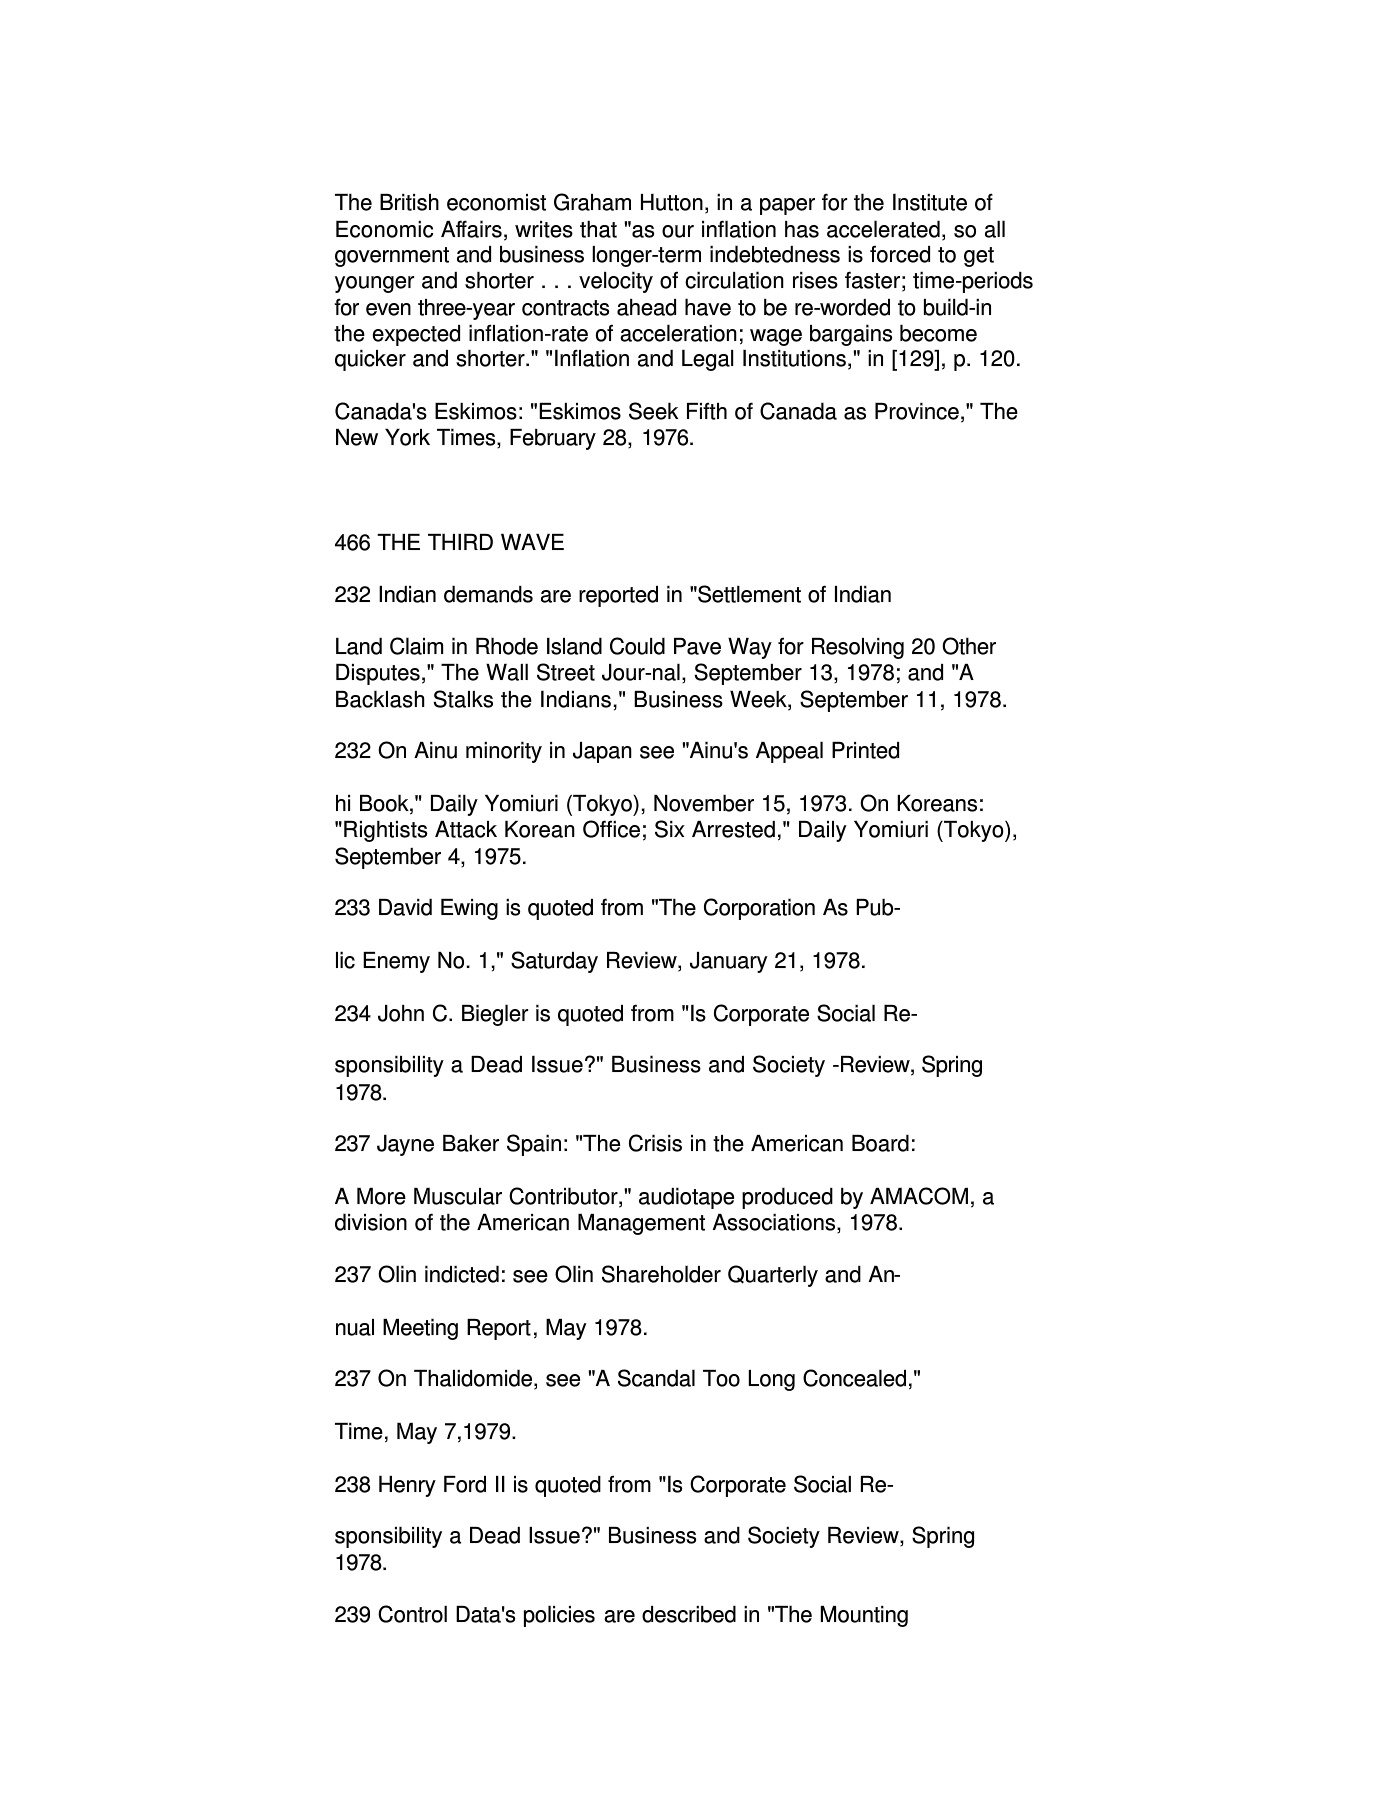 The British economist Graham Hutton, in a paper for the Institute of
Economic Affairs, writes that "as our inflation has accelerated, so all
government and business longer-term indebtedness is forced to get
younger and shorter . . . velocity of circulation rises faster; time-periods
for even three-year contracts ahead have to be re-worded to build-in
the expected inflation-rate of acceleration; wage bargains become
quicker and shorter." "Inflation and Legal Institutions," in [129], p. 120.
Canada's Eskimos: "Eskimos Seek Fifth of Canada as Province," The
New York Times, February 28, 1976.
466 THE THIRD WAVE
232 Indian demands are reported in "Settlement of Indian
Land Claim in Rhode Island Could Pave Way for Resolving 20 Other
Disputes," The Wall Street Jour-nal, September 13, 1978; and "A
Backlash Stalks the Indians," Business Week, September 11, 1978.
232 On Ainu minority in Japan see "Ainu's Appeal Printed
hi Book," Daily Yomiuri (Tokyo), November 15, 1973. On Koreans:
"Rightists Attack Korean Office; Six Arrested," Daily Yomiuri (Tokyo),
September 4, 1975.
233 David Ewing is quoted from "The Corporation As Pub-
lic Enemy No. 1," Saturday Review, January 21, 1978.
234 John C. Biegler is quoted from "Is Corporate Social Re-
sponsibility a Dead Issue?" Business and Society -Review, Spring
1978.
237 Jayne Baker Spain: "The Crisis in the American Board:
A More Muscular Contributor," audiotape produced by AMACOM, a
division of the American Management Associations, 1978.
237 Olin indicted: see Olin Shareholder Quarterly and An-
nual Meeting Report, May 1978.
237 On Thalidomide, see "A Scandal Too Long Concealed,"
Time, May 7,1979.
238 Henry Ford II is quoted from "Is Corporate Social Re-
sponsibility a Dead Issue?" Business and Society Review, Spring
1978.
239 Control Data's policies are described in "The Mounting